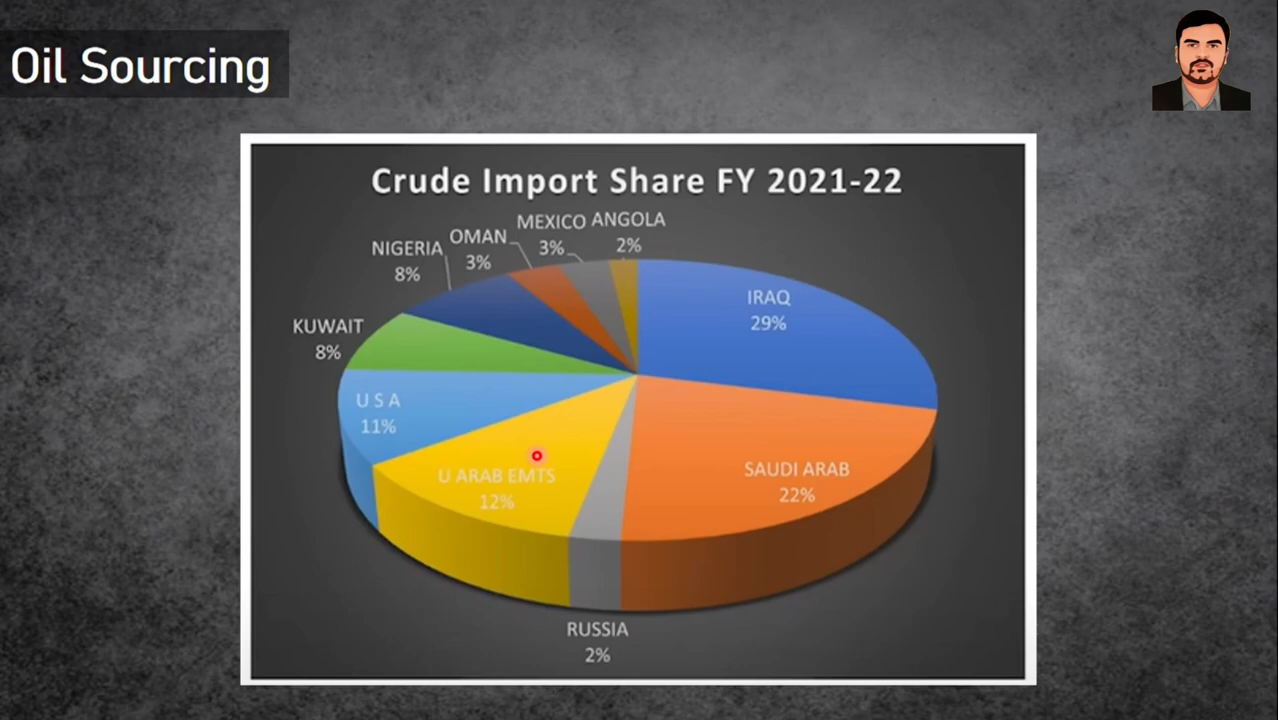 Oil Sourcing
Crude Import Share FY 2021-22
MEXICO
3%
ANGOLA
2%
OMAN
3%
NIGERIA
8%
IRAQ
29%
KUWAIT
8%
U S A
11%
U ARAB EMTS
12%
SAUDI ARAB
22%
RUSSIA
2%